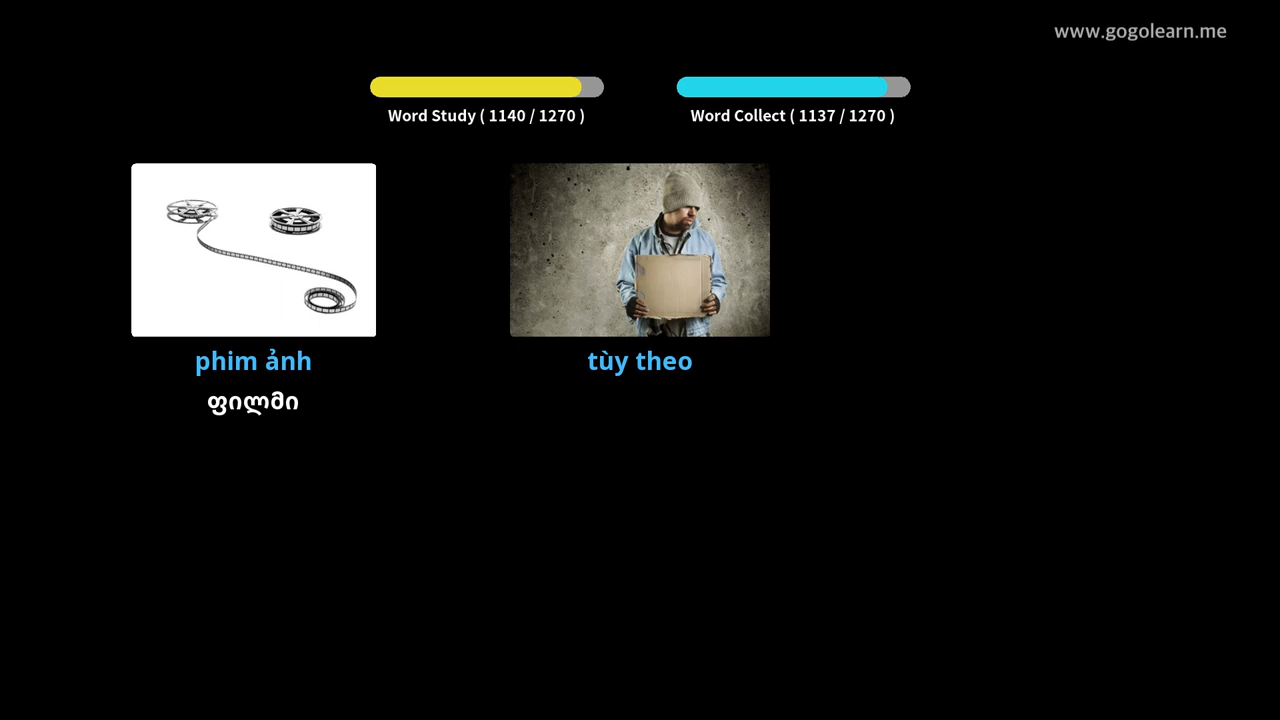 www.gogolearn.me
Word Study ( 1140 / 1270 )
Word Collect ( 1137 / 1270 )
phim ảnh
ფილმი
tùy theo